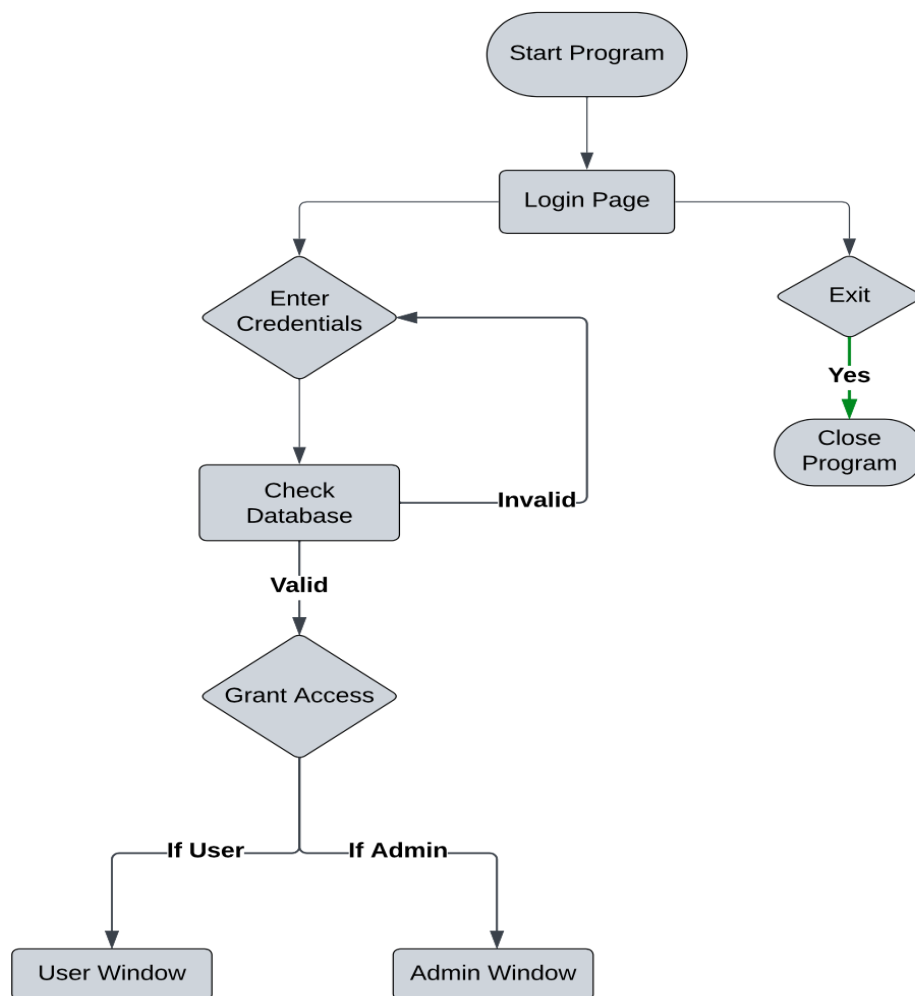 Start Program
Login Page
Enter
Credentials
Exit
Yes
Close
Program
Check
Database
Invalid
Valid
Grant Access
If User
If Admin
User Window
Admin Window